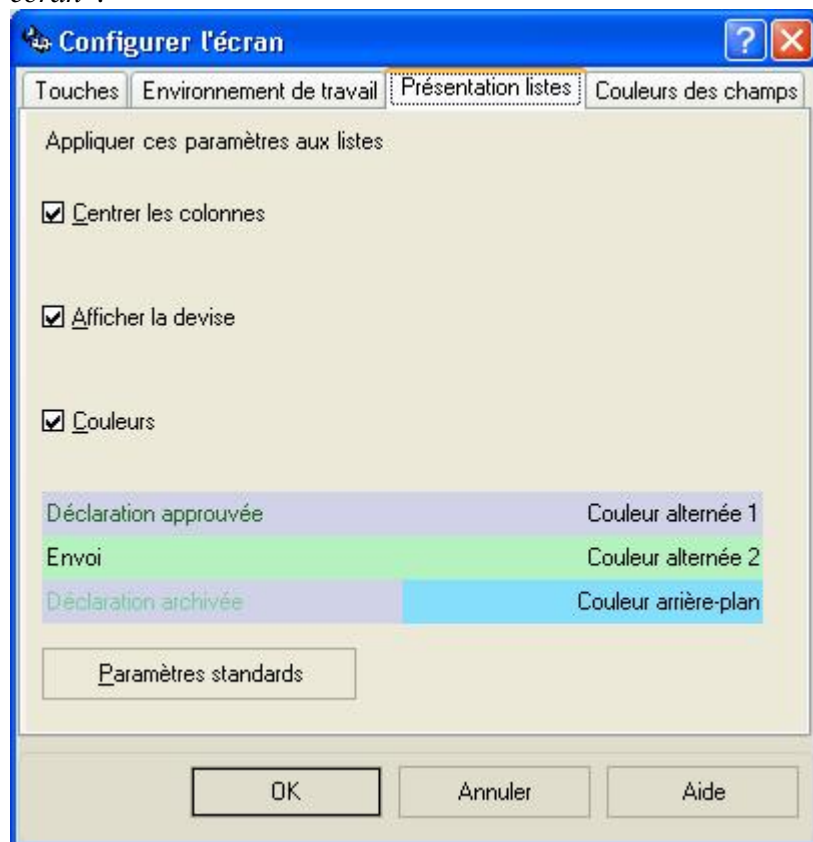 écran".
Configurer l'écran
Touches Environnement de travail Présentation listes Couleurs des champs
Appliquer ces paramètres aux listes
Centrer les colonnes
Afficher la devise
Couleurs
Déclaration approuvée Couleur alternée 1
Envoi Couleur alternée 2
Déclaration archivée Couleur arrière-plan
Paramètres standards
OK Annuler Aide